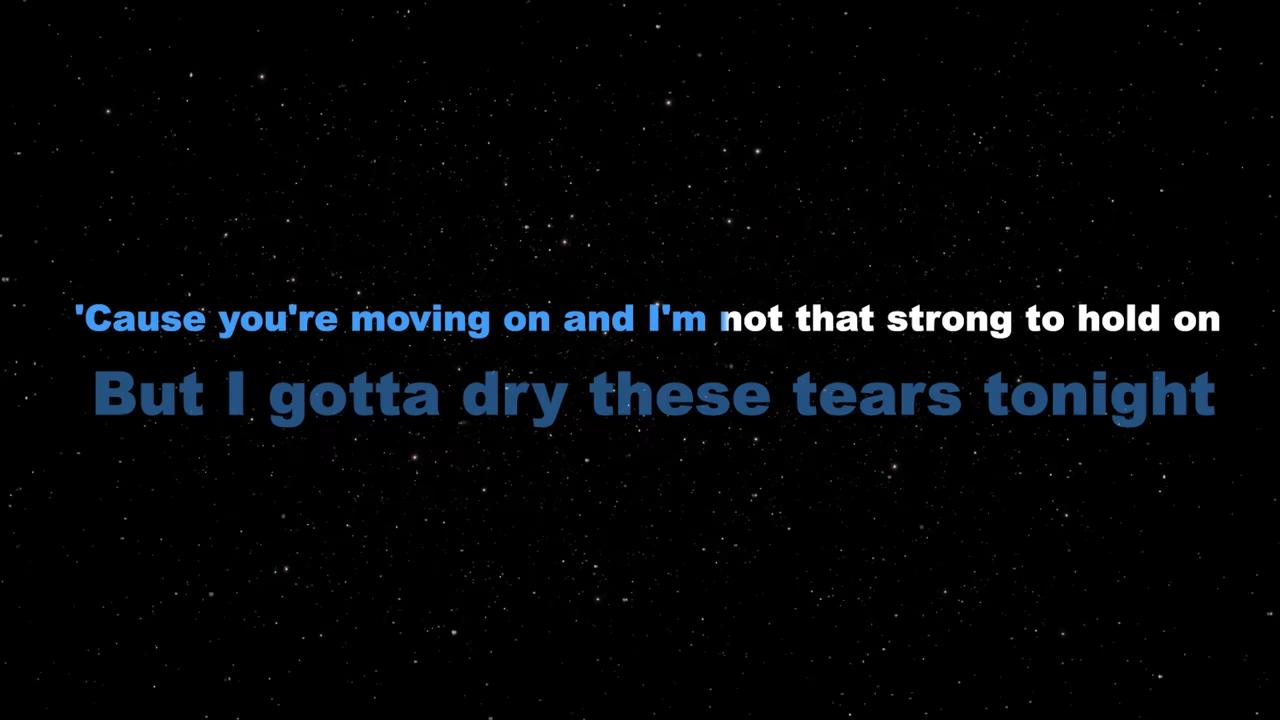 'Cause you're moving on and I'm not that strong to hold on
But I gotta dry these tears tonight